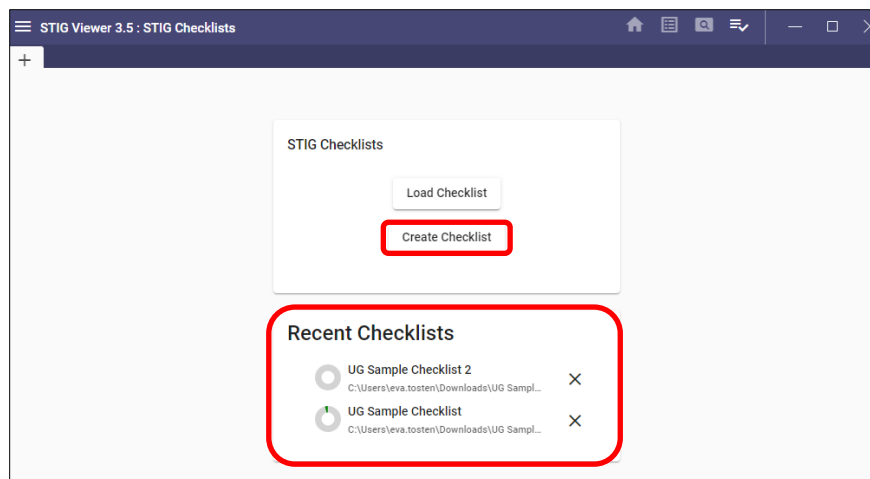 STIG Viewer 3.5 : STIG Checklists
STIG Checklists
Load Checklist
Create Checklist
Recent Checklists
UG Sample Checklist 2
C:\Users\eva.tosten\Downloads\UG Sampl...
UG Sample Checklist
C:\Users\eva.tosten\Downloads\UG Sampl...